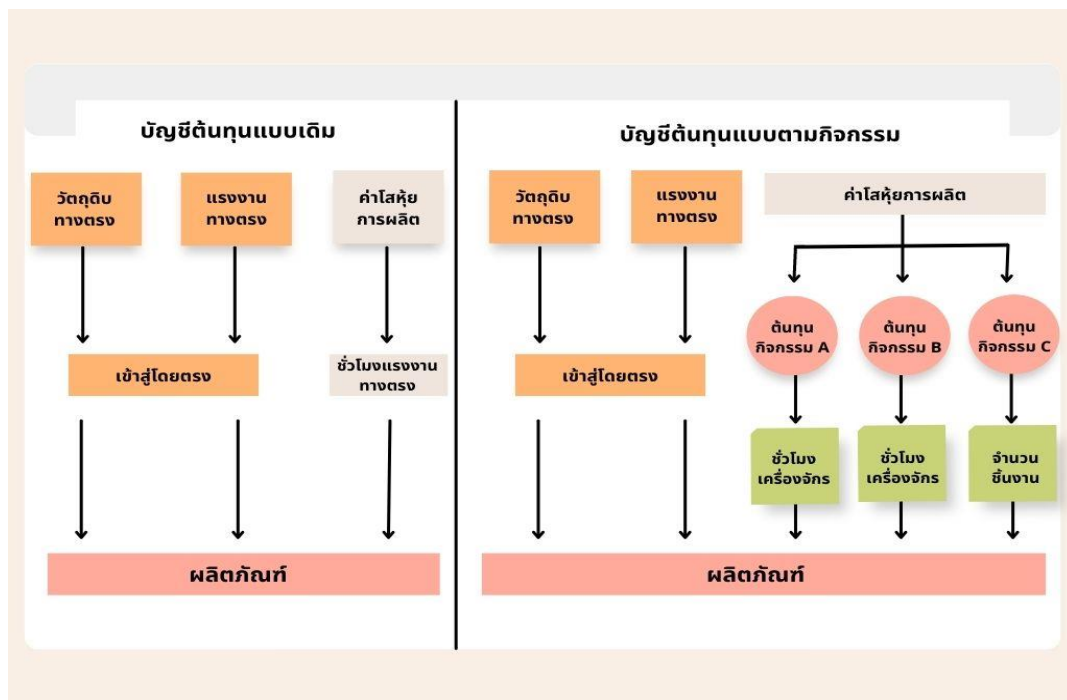 บัญชีต้นทุนแบบเดิม
วัตถุดิบ
ทางตรง
แรงงาน
ทางตรง
ค่าโสหุ้ย
การผลิต
เข้าสู่โดยตรง
ชั่วโมงแรงงาน
ทางตรง
ผลิตภัณฑ์
บัญชีต้นทุนแบบตามกิจกรรม
วัตถุดิบ
ทางตรง
แรงงาน
ทางตรง
ค่าโสหุ้ยการผลิต
ต้นทุน
กิจกรรม A
ต้นทุน
กิจกรรม B
ต้นทุน
กิจกรรม C
เข้าสู่โดยตรง
ชั่วโมง
เครื่องจักร
ชั่วโมง
เครื่องจักร
จำนวน
ชิ้นงาน
ผลิตภัณฑ์